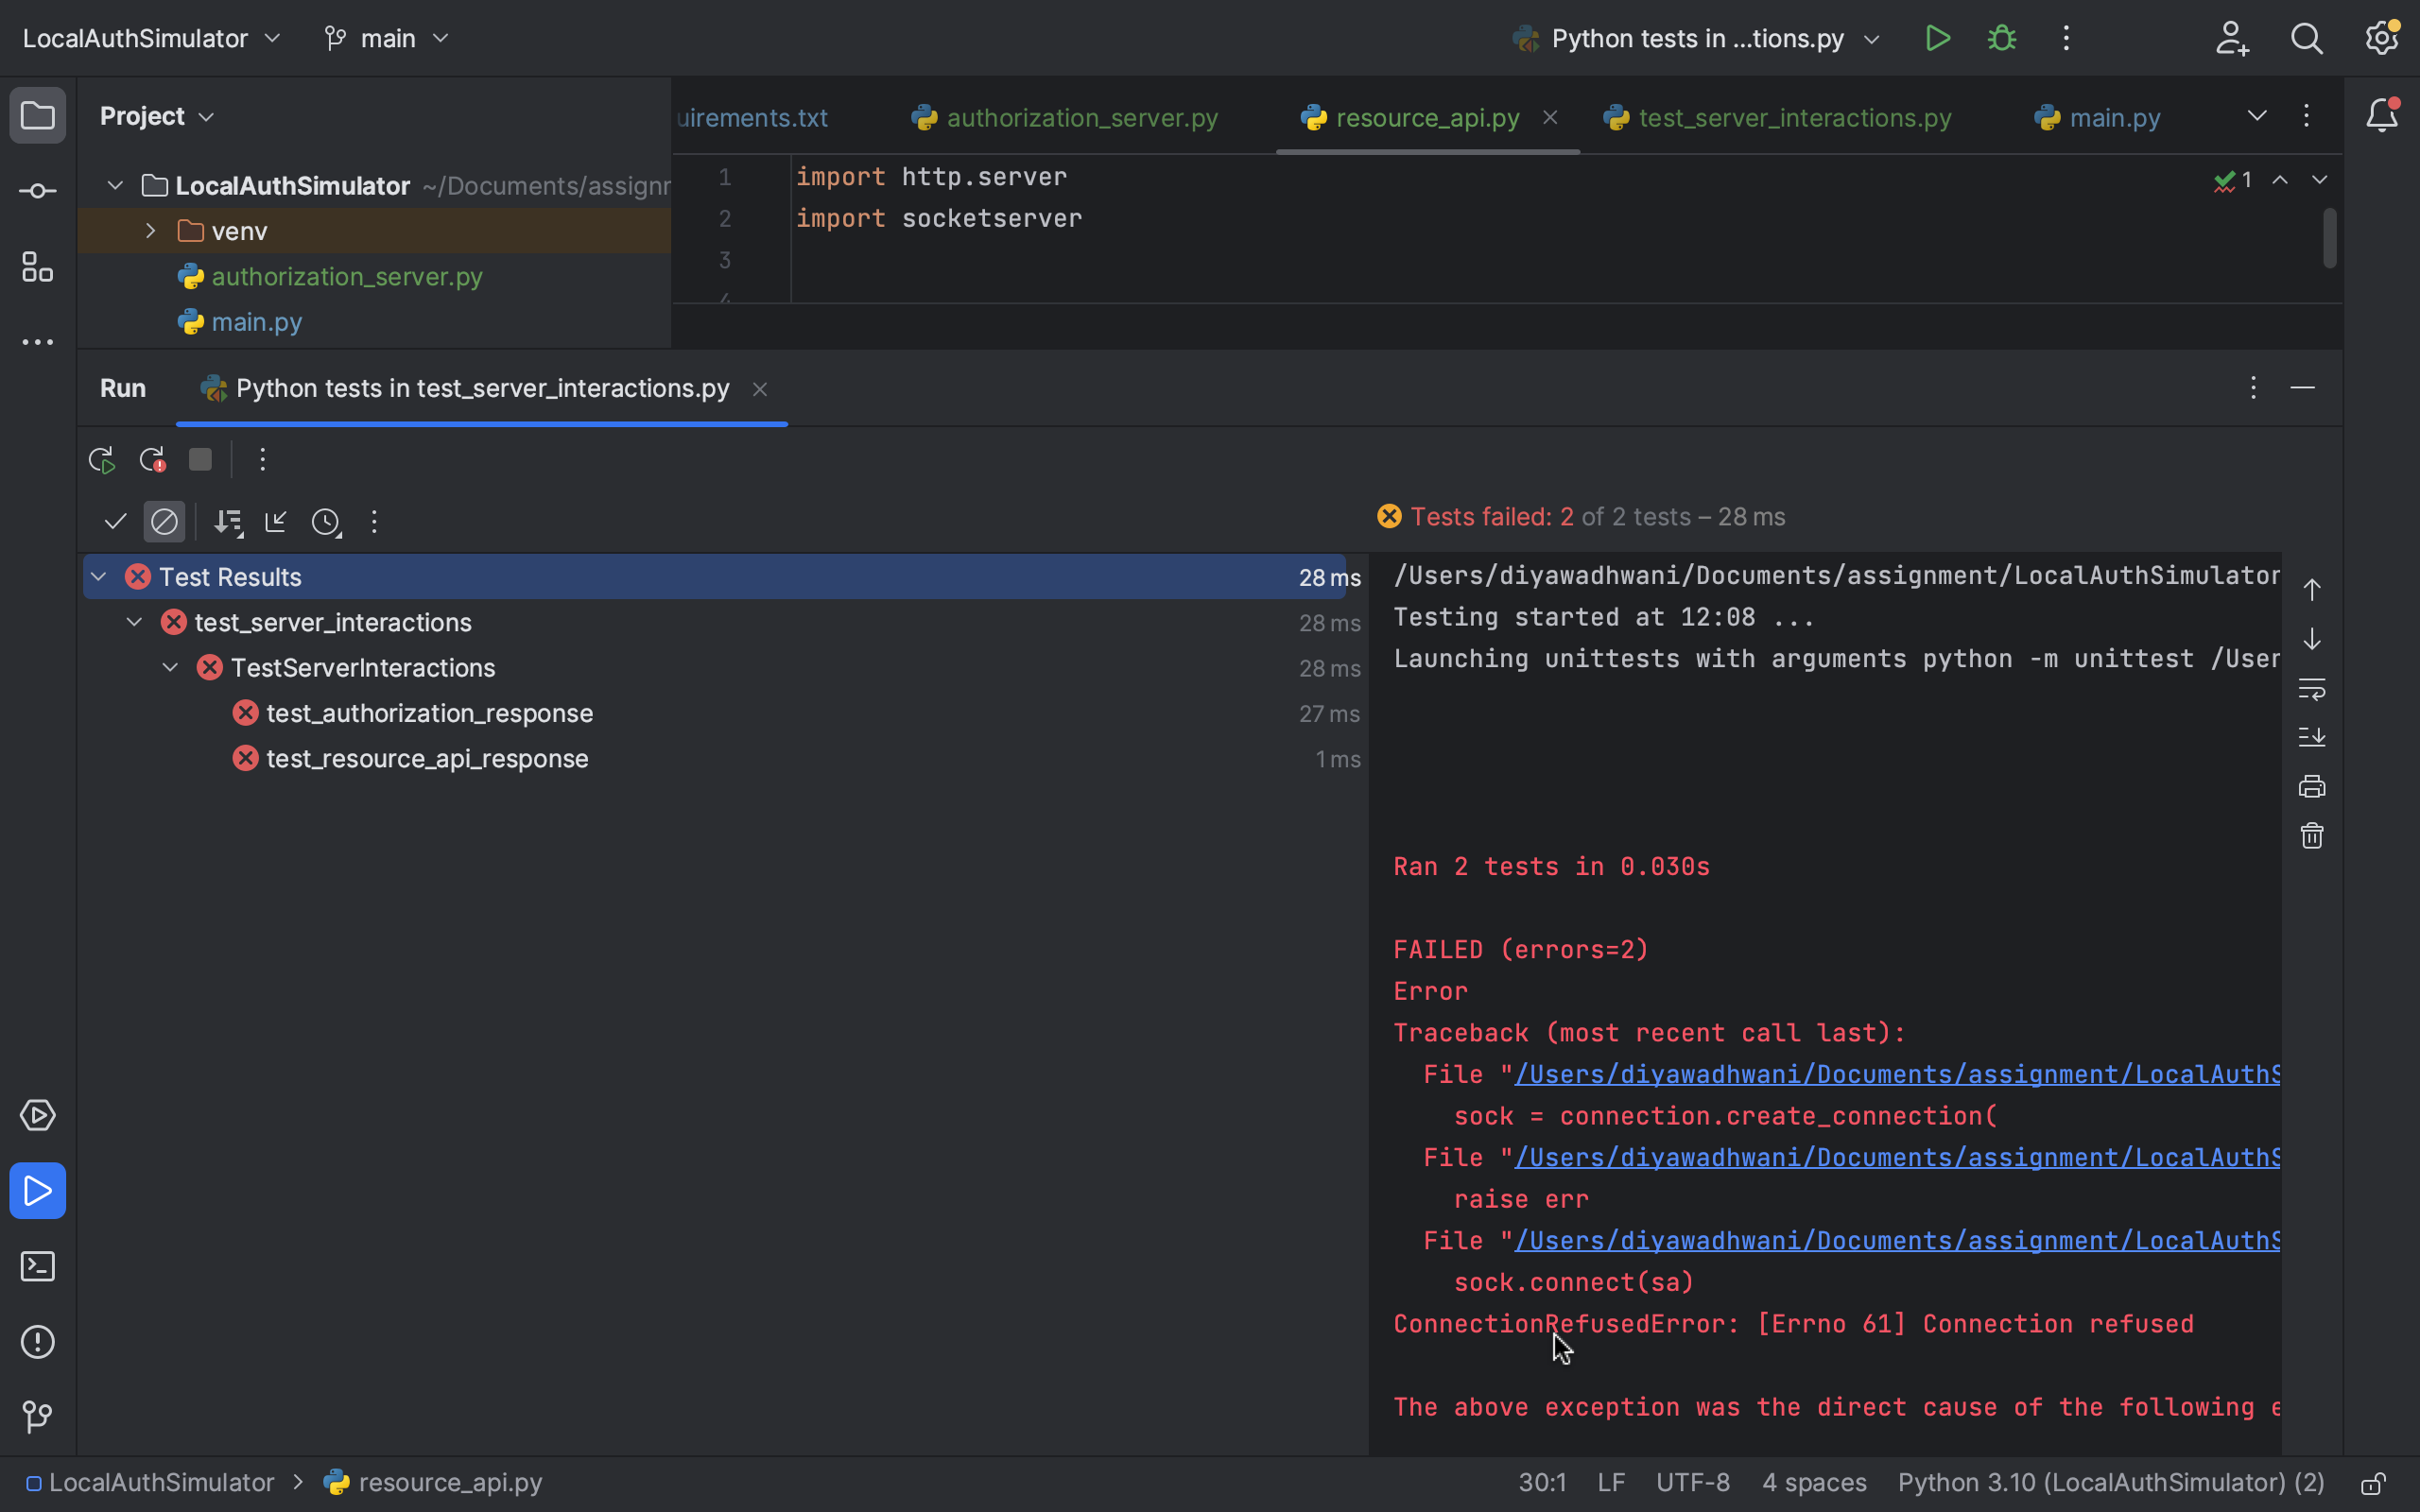 LocalAuthSimulator
main
Python tests in ...tions.py
Project
uirements.txt
authorization_server.py
resource_api.py
test_server_interactions.py
main.py
LocalAuthSimulator ~/Documents/assignm
venv
authorization_server.py
main.py
1 import http.server
2 import socketserver
3
4
1
Run
Python tests in test_server_interactions.py
Tests failed: 2 of 2 tests – 28 ms
Test Results 28 ms
test_server_interactions 28 ms
TestServerInteractions 28 ms
test_authorization_response 27 ms
test_resource_api_response 1 ms
/Users/diyawadhwani/Documents/assignment/LocalAuthSimulator
Testing started at 12:08 ...
Launching unittests with arguments python -m unittest /User
Ran 2 tests in 0.030s
FAILED (errors=2)
Error
Traceback (most recent call last):
File "/Users/diyawadhwani/Documents/assignment/LocalAuthS
sock = connection.create_connection(
File "/Users/diyawadhwani/Documents/assignment/LocalAuthS
raise err
File "/Users/diyawadhwani/Documents/assignment/LocalAuthS
sock.connect(sa)
ConnectionRefusedError: [Errno 61] Connection refused
The above exception was the direct cause of the following e
LocalAuthSimulator > resource_api.py
30:1 LF UTF-8 4 spaces Python 3.10 (LocalAuthSimulator) (2)